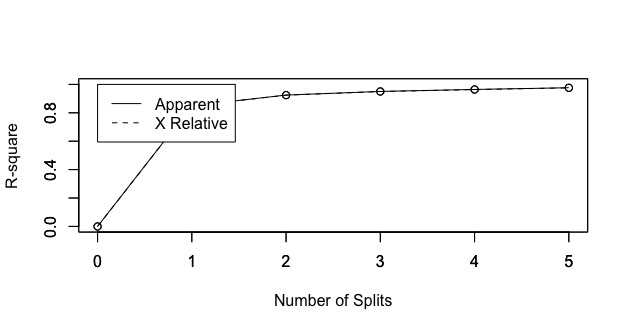 Apparent
X Relative
R-square
0.8
0.4
0.0
0 1 2 3 4 5
Number of Splits